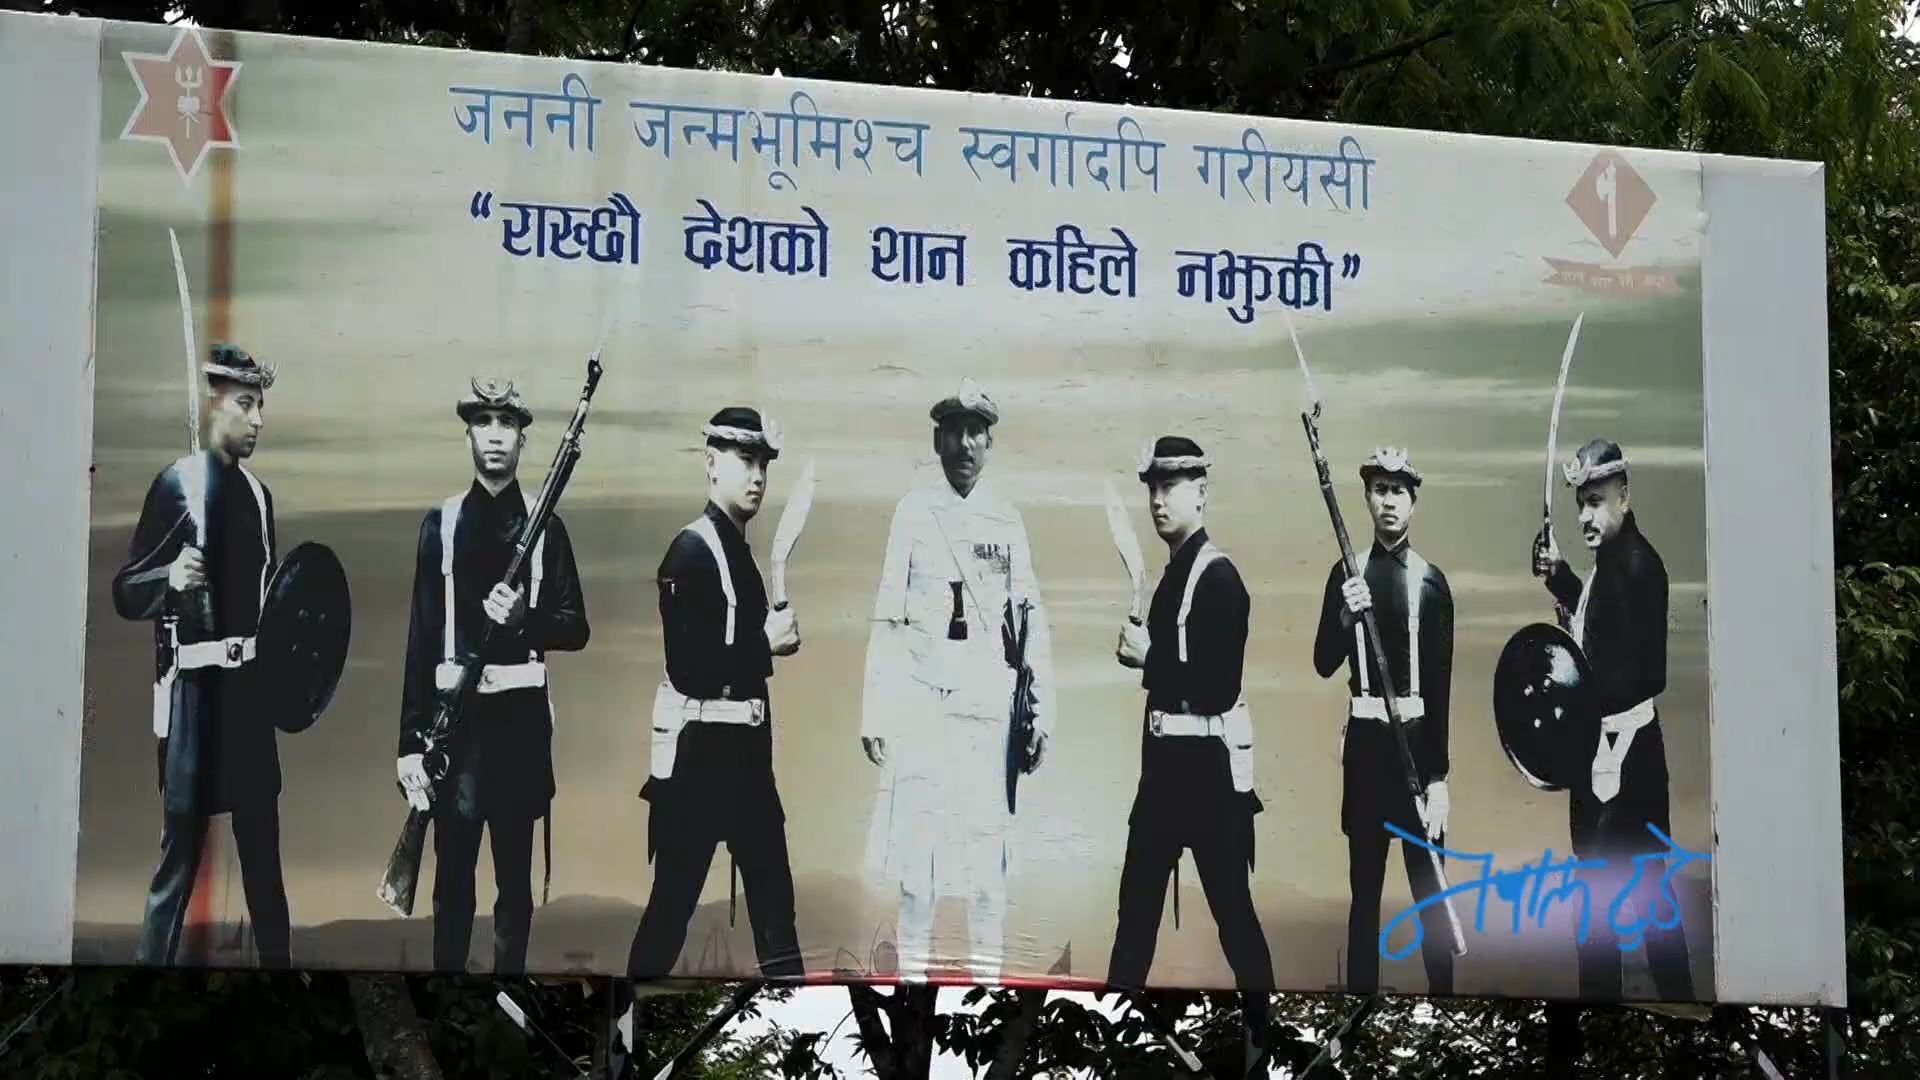 जननी जन्मभूमिश्च स्वर्गादपि गरीयसी
“राख्छौ देशको शान कहिले नझुकी”
नेपाल टुडे